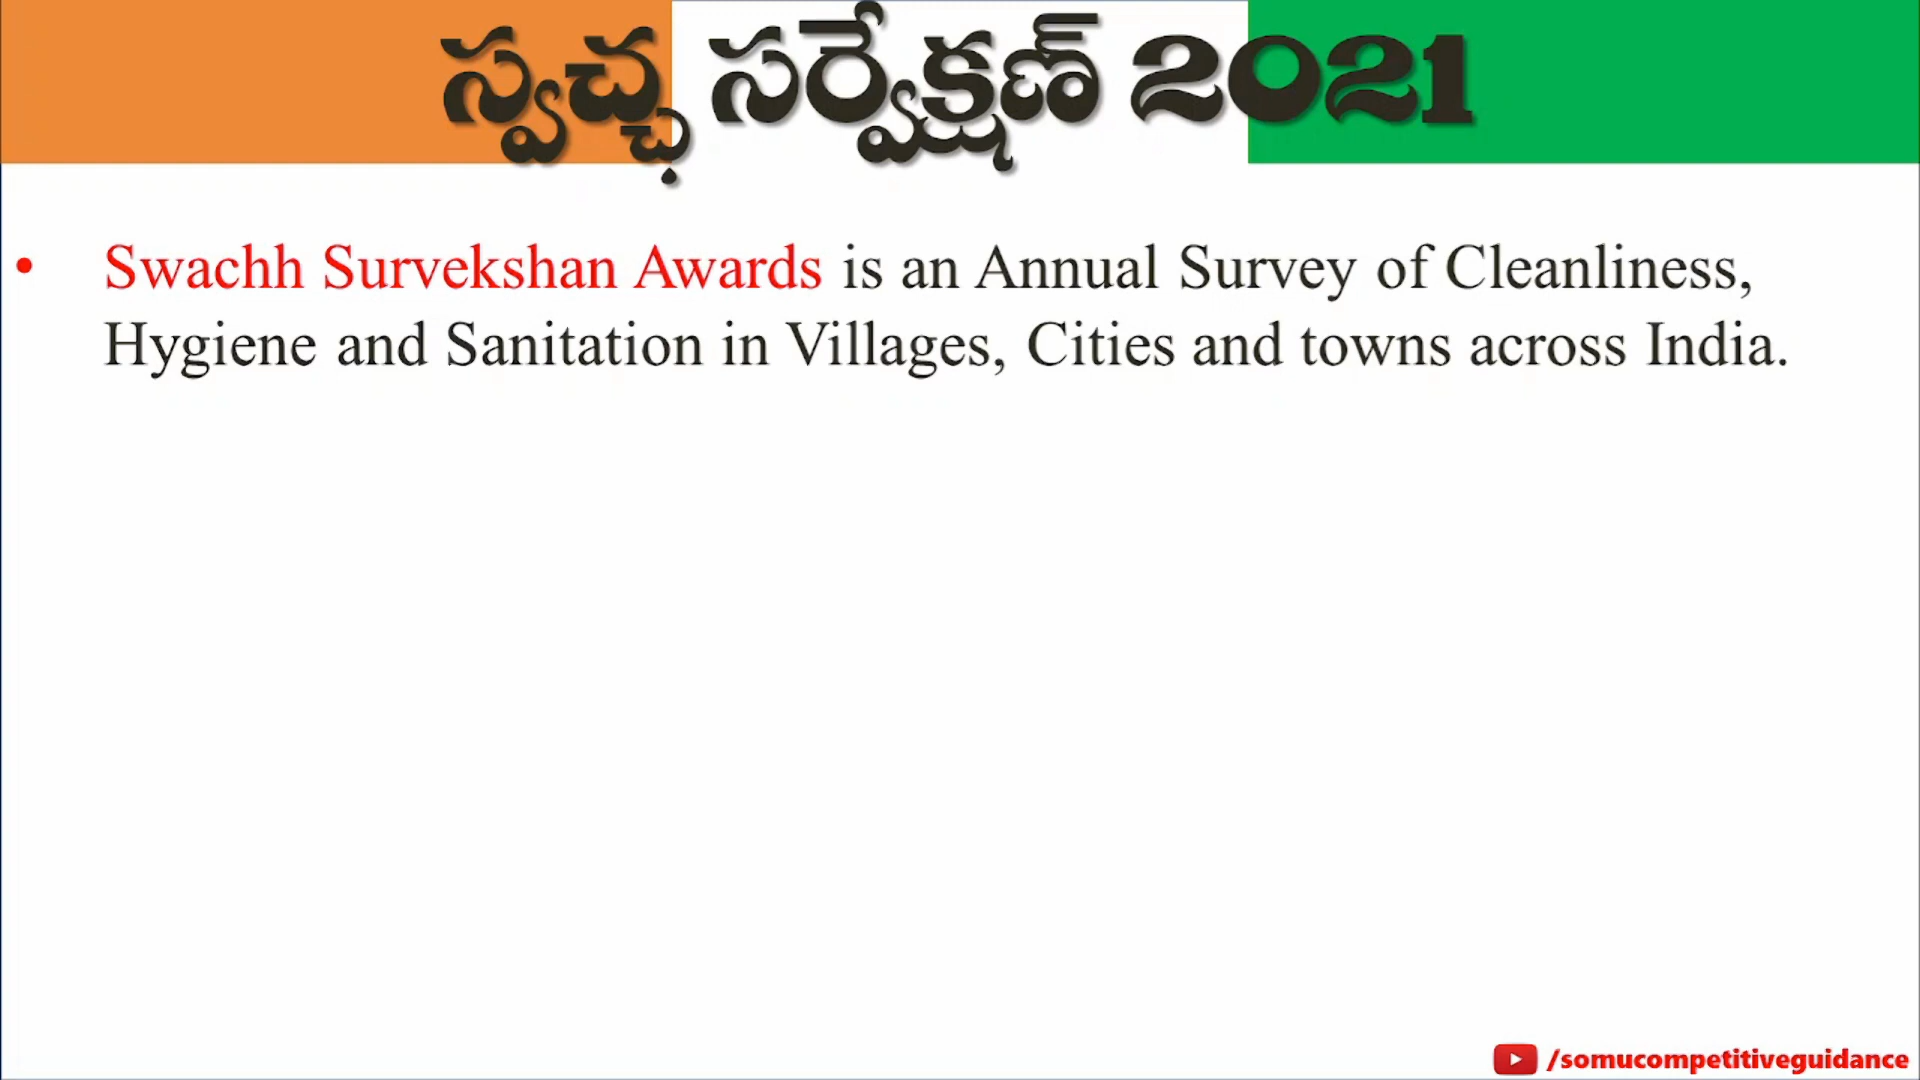 స్వచ్ఛ సర్వేక్షణ్ 2021
• Swachh Survekshan Awards is an Annual Survey of Cleanliness,
Hygiene and Sanitation in Villages, Cities and towns across India.
/somucompetitiveguidance